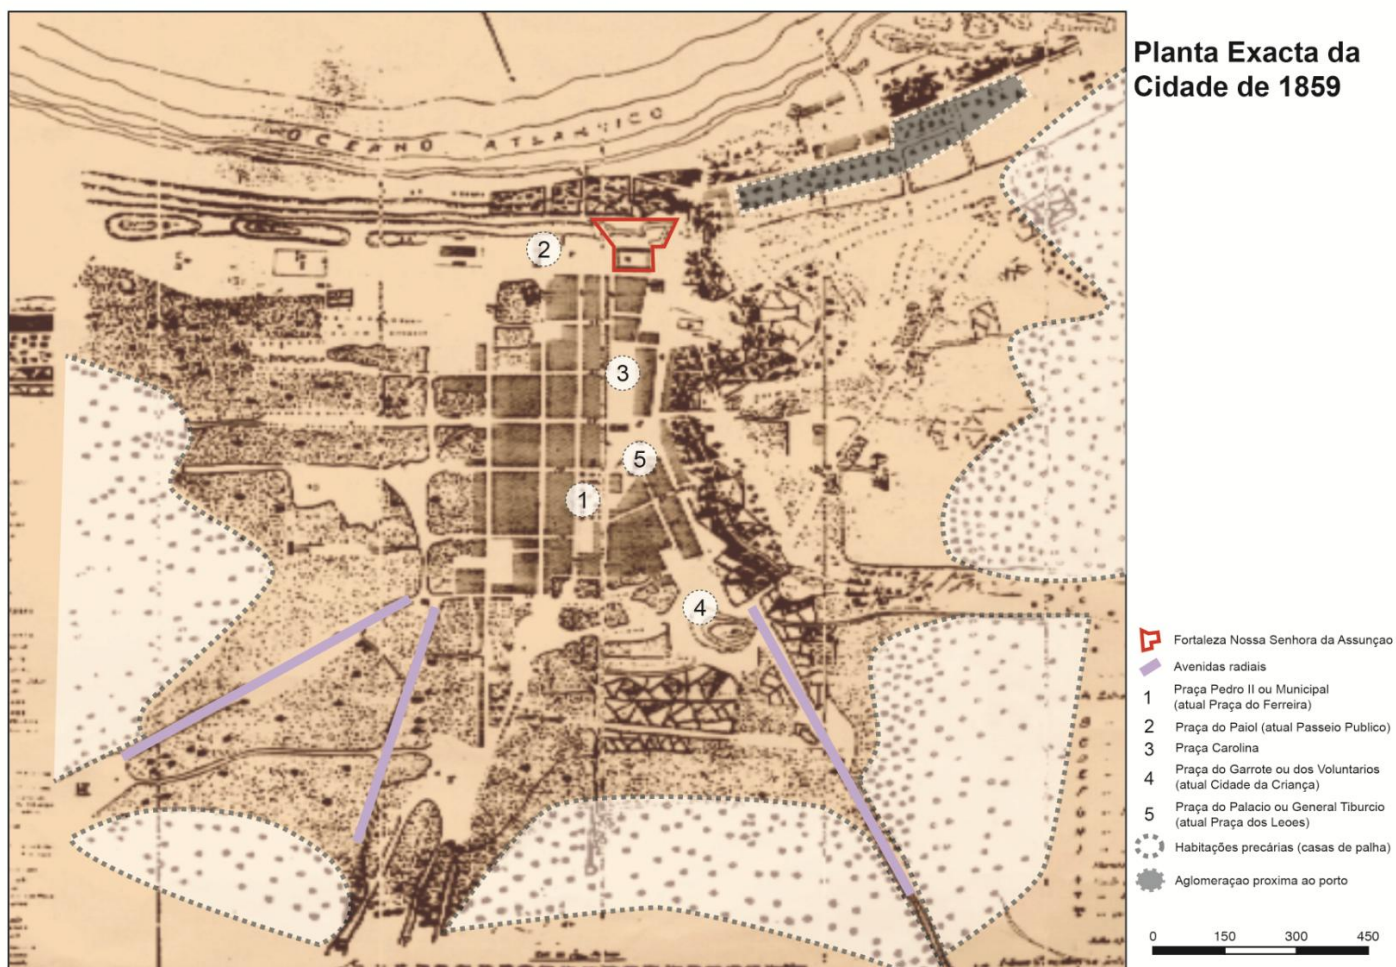 Planta Exacta da
Cidade de 1859
OCEANO ATLANTICO
2
3
5
1
4
Fortaleza Nossa Senhora da Assunçao
Avenidas radiais
1 Praça Pedro II ou Municipal
(atual Praça do Ferreira)
2 Praça do Paiol (atual Passeio Publico)
3 Praça Carolina
4 Praça do Garrote ou dos Voluntarios
(atual Cidade da Criança)
5 Praça do Palacio ou General Tiburcio
(atual Praça dos Leoes)
Habitações precárias (casas de palha)
Aglomeraçao proxima ao porto
0 150 300 450